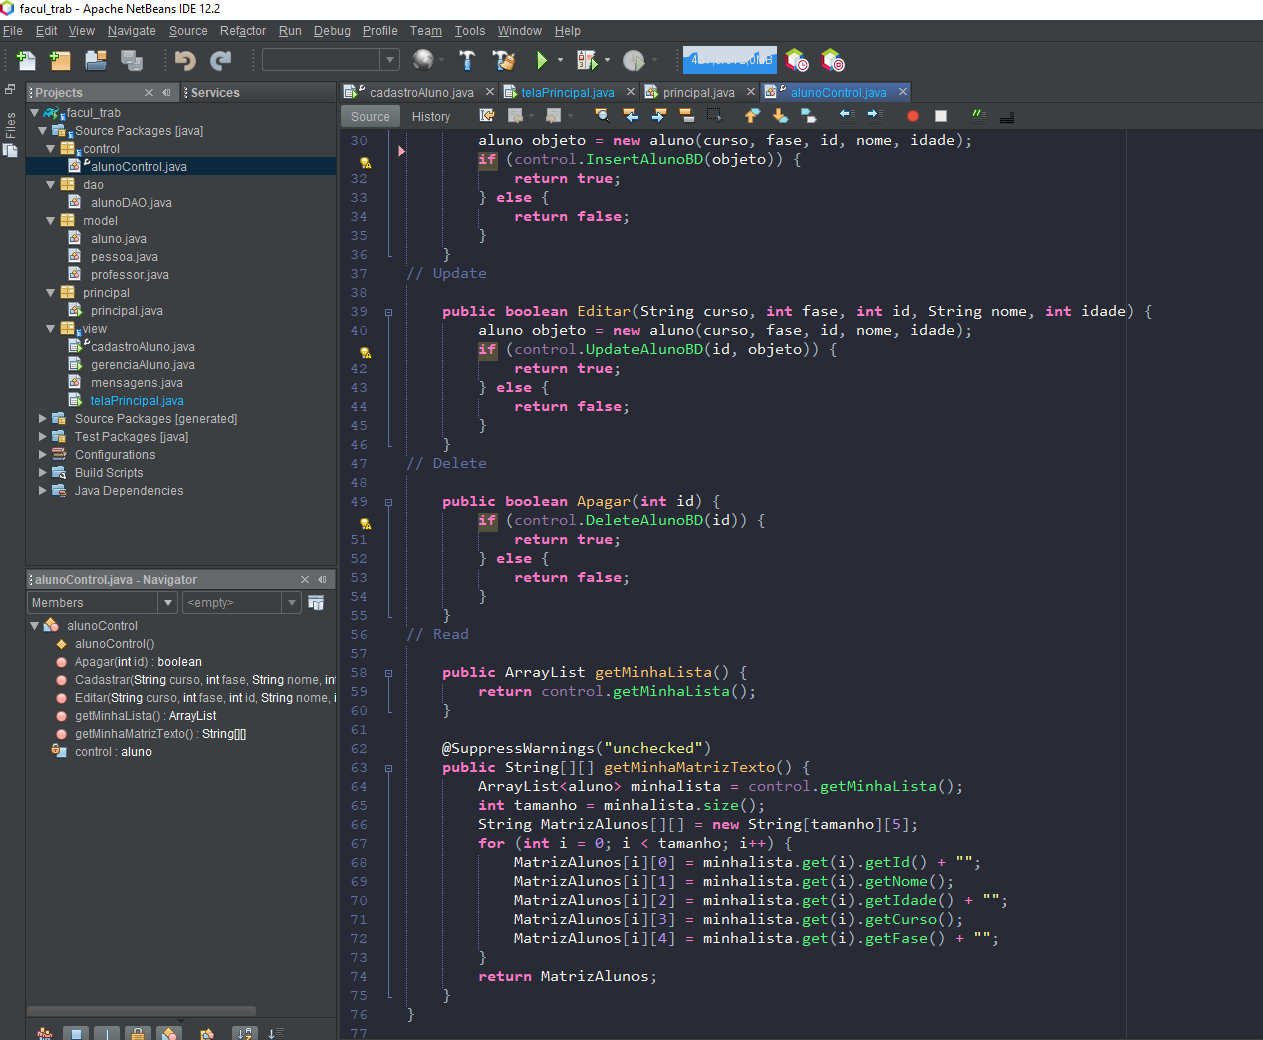 facul_trab - Apache NetBeans IDE 12.2
File Edit View Navigate Source Refactor Run Debug Profile Team Tools Window Help
Projects
Services
Files
facul_trab
Source Packages [java]
control
alunoControl.java
dao
alunoDAO.java
model
aluno.java
pessoa.java
professor.java
principal
principal.java
view
cadastroAluno.java
gerenciaAluno.java
mensagens.java
telaPrincipal.java
Source Packages [generated]
Test Packages [java]
Configurations
Build Scripts
Java Dependencies
alunoControl.java - Navigator
Members <empty>
alunoControl
alunoControl()
Apagar(int id) : boolean
Cadastrar(String curso, int fase, String nome, int
Editar(String curso, int fase, int id, String nome, i
getMinhaLista() : ArrayList
getMinhaMatrizTexto() : String[][]
control : aluno
cadastroAluno.java telaPrincipal.java principal.java alunoControl.java
Source History
30 aluno objeto = new aluno(curso, fase, id, nome, idade);
if (control.InsertAlunoBD(objeto)) {
32 return true;
33 } else {
34 return false;
35 }
36 }
37 // Update
38
39 public boolean Editar(String curso, int fase, int id, String nome, int idade) {
40 aluno objeto = new aluno(curso, fase, id, nome, idade);
if (control.UpdateAlunoBD(id, objeto)) {
42 return true;
43 } else {
44 return false;
45 }
46 }
47 // Delete
48
49 public boolean Apagar(int id) {
if (control.DeleteAlunoBD(id)) {
51 return true;
52 } else {
53 return false;
54 }
55 }
56 // Read
57
58 public ArrayList getMinhaLista() {
59 return control.getMinhaLista();
60 }
61
62 @SuppressWarnings("unchecked")
63 public String[][] getMinhaMatrizTexto() {
64 ArrayList<aluno> minhalista = control.getMinhaLista();
65 int tamanho = minhalista.size();
66 String MatrizAlunos[][] = new String[tamanho][5];
67 for (int i = 0; i < tamanho; i++) {
68 MatrizAlunos[i][0] = minhalista.get(i).getId() + "";
69 MatrizAlunos[i][1] = minhalista.get(i).getNome();
70 MatrizAlunos[i][2] = minhalista.get(i).getIdade() + "";
71 MatrizAlunos[i][3] = minhalista.get(i).getCurso();
72 MatrizAlunos[i][4] = minhalista.get(i).getFase() + "";
73 }
74 return MatrizAlunos;
75 }
76 }
77